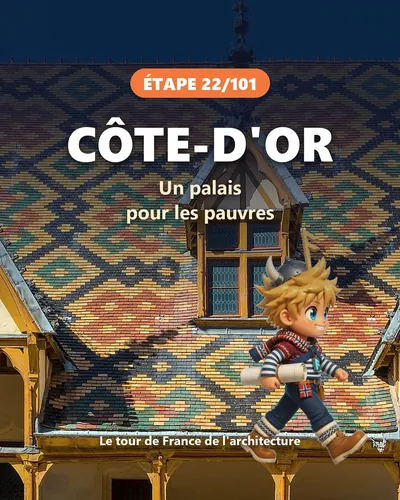 ÉTAPE 22/101
CÔTE-D'OR
Un palais
pour les pauvres
Le tour de France de l'architecture